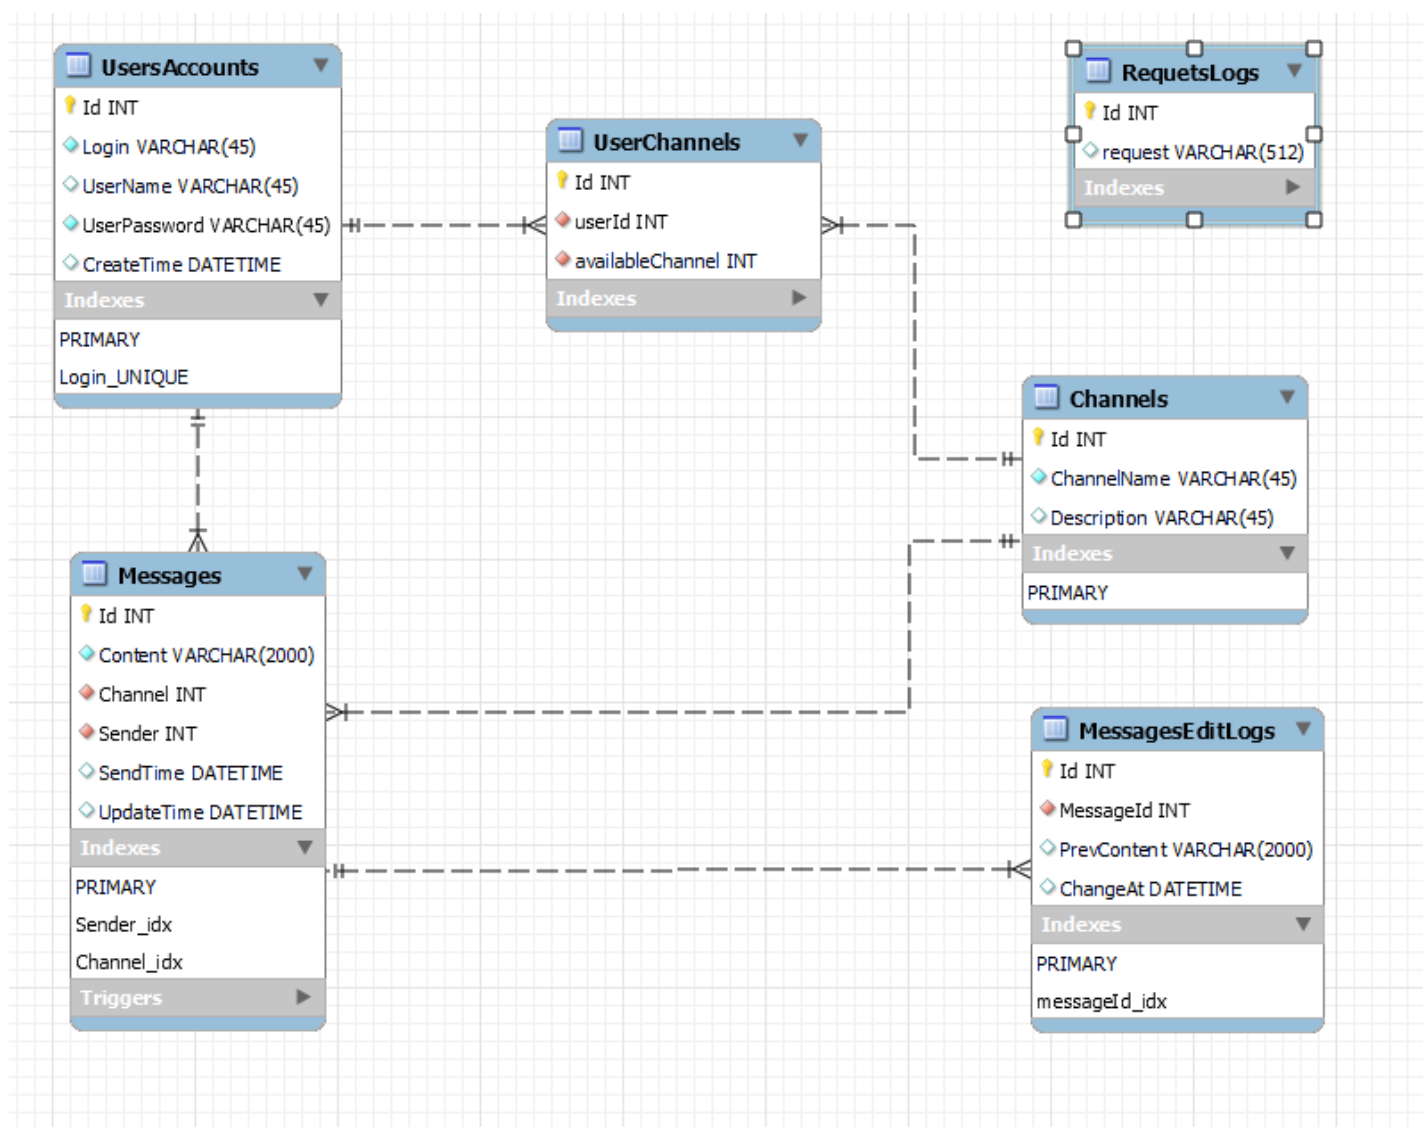 UsersAccounts
Id INT
Login VARCHAR(45)
UserName VARCHAR(45)
UserPassword VARCHAR(45)
CreateTime DATETIME
Indexes
PRIMARY
Login_UNIQUE
UserChannels
Id INT
userId INT
availableChannel INT
Indexes
RequetsLogs
Id INT
request VARCHAR(512)
Indexes
Channels
Id INT
ChannelName VARCHAR(45)
Description VARCHAR(45)
Indexes
PRIMARY
Messages
Id INT
Content VARCHAR(2000)
Channel INT
Sender INT
SendTime DATETIME
UpdateTime DATETIME
Indexes
PRIMARY
Sender_idx
Channel_idx
Triggers
MessagesEditLogs
Id INT
MessageId INT
PrevContent VARCHAR(2000)
ChangeAt DATETIME
Indexes
PRIMARY
messageId_idx